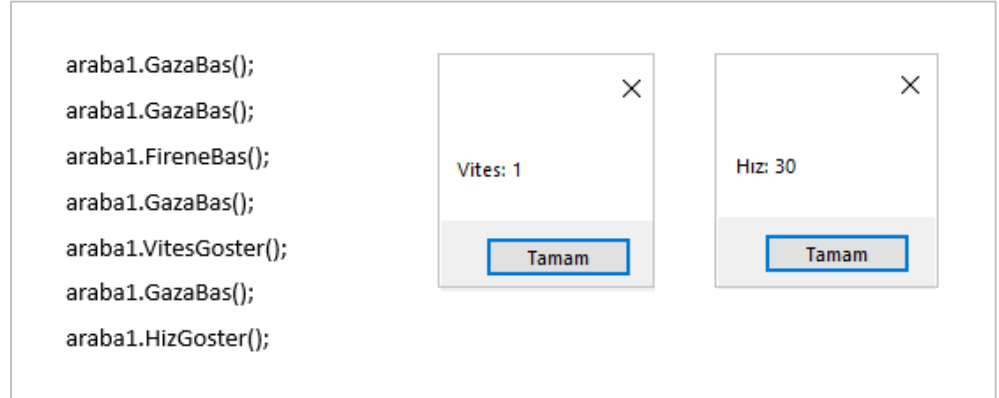 araba1.GazaBas();
araba1.GazaBas();
araba1.FireneBas();
araba1.GazaBas();
araba1.VitesGoster();
araba1.GazaBas();
araba1.HizGoster();
Vites: 1
Tamam
Hız: 30
Tamam